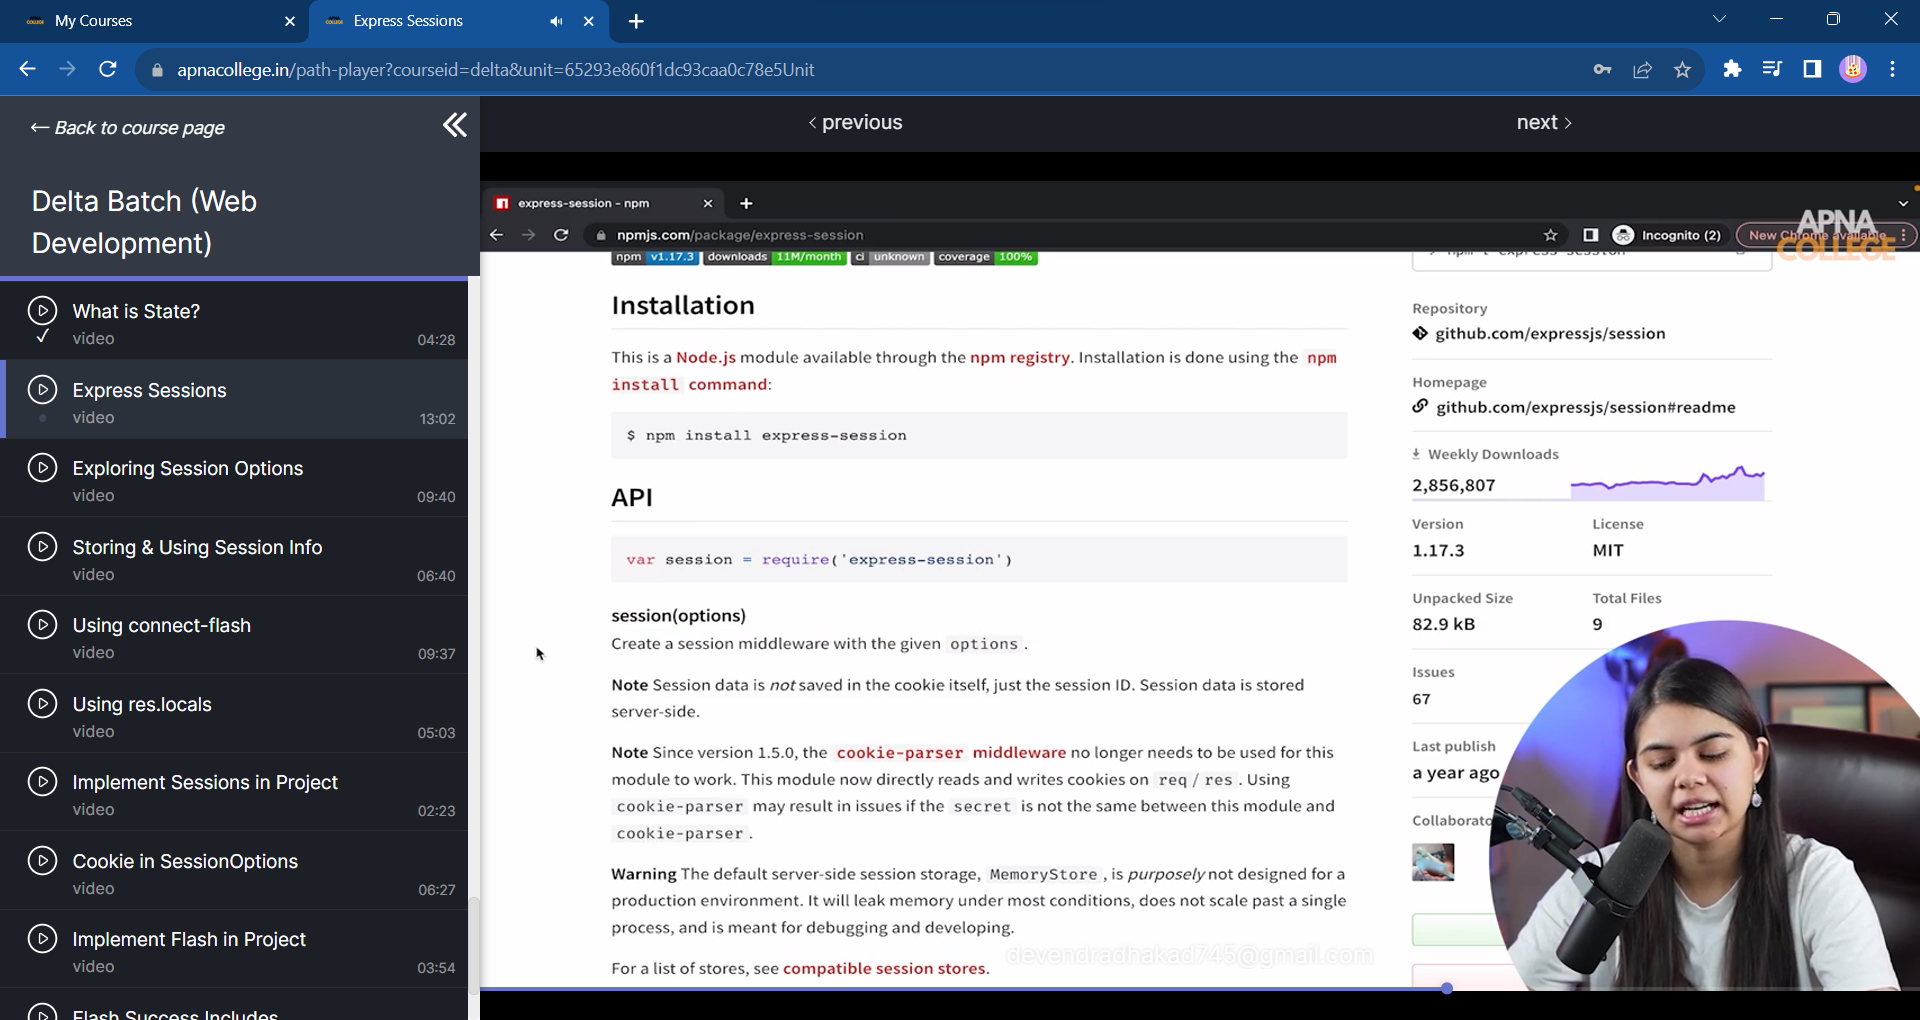 My Courses
Express Sessions
apnacollege.in/path-player?courseid=delta&unit=65293e860f1dc93caa0c78e5Unit
← Back to course page
< previous
next >
Delta Batch (Web
Development)
What is State?
video
04:28
Express Sessions
video
13:02
Exploring Session Options
video
09:40
Storing & Using Session Info
video
06:40
Using connect-flash
video
09:37
Using res.locals
video
05:03
Implement Sessions in Project
video
02:23
Cookie in SessionOptions
video
06:27
Implement Flash in Project
video
03:54
Flash Success Includes
express-session - npm
npmjs.com/package/express-session
Incognito (2)
New Chrome available
APNA
COLLEGE
npm v1.17.3 downloads 11M/month ci unknown coverage 100%
Installation
This is a Node.js module available through the npm registry. Installation is done using the npm
install command:
$ npm install express-session
API
var session = require('express-session')
session(options)
Create a session middleware with the given options .
Note Session data is not saved in the cookie itself, just the session ID. Session data is stored
server-side.
Note Since version 1.5.0, the cookie-parser middleware no longer needs to be used for this
module to work. This module now directly reads and writes cookies on req / res . Using
cookie-parser may result in issues if the secret is not the same between this module and
cookie-parser .
Warning The default server-side session storage, MemoryStore , is purposely not designed for a
production environment. It will leak memory under most conditions, does not scale past a single
process, and is meant for debugging and developing.
devendradhakad745@gmail.com
For a list of stores, see compatible session stores.
npm i express-session
Repository
github.com/expressjs/session
Homepage
github.com/expressjs/session#readme
Weekly Downloads
2,856,807
Version
License
1.17.3
MIT
Unpacked Size
Total Files
82.9 kB
9
Issues
67
Last publish
a year ago
Collaborato